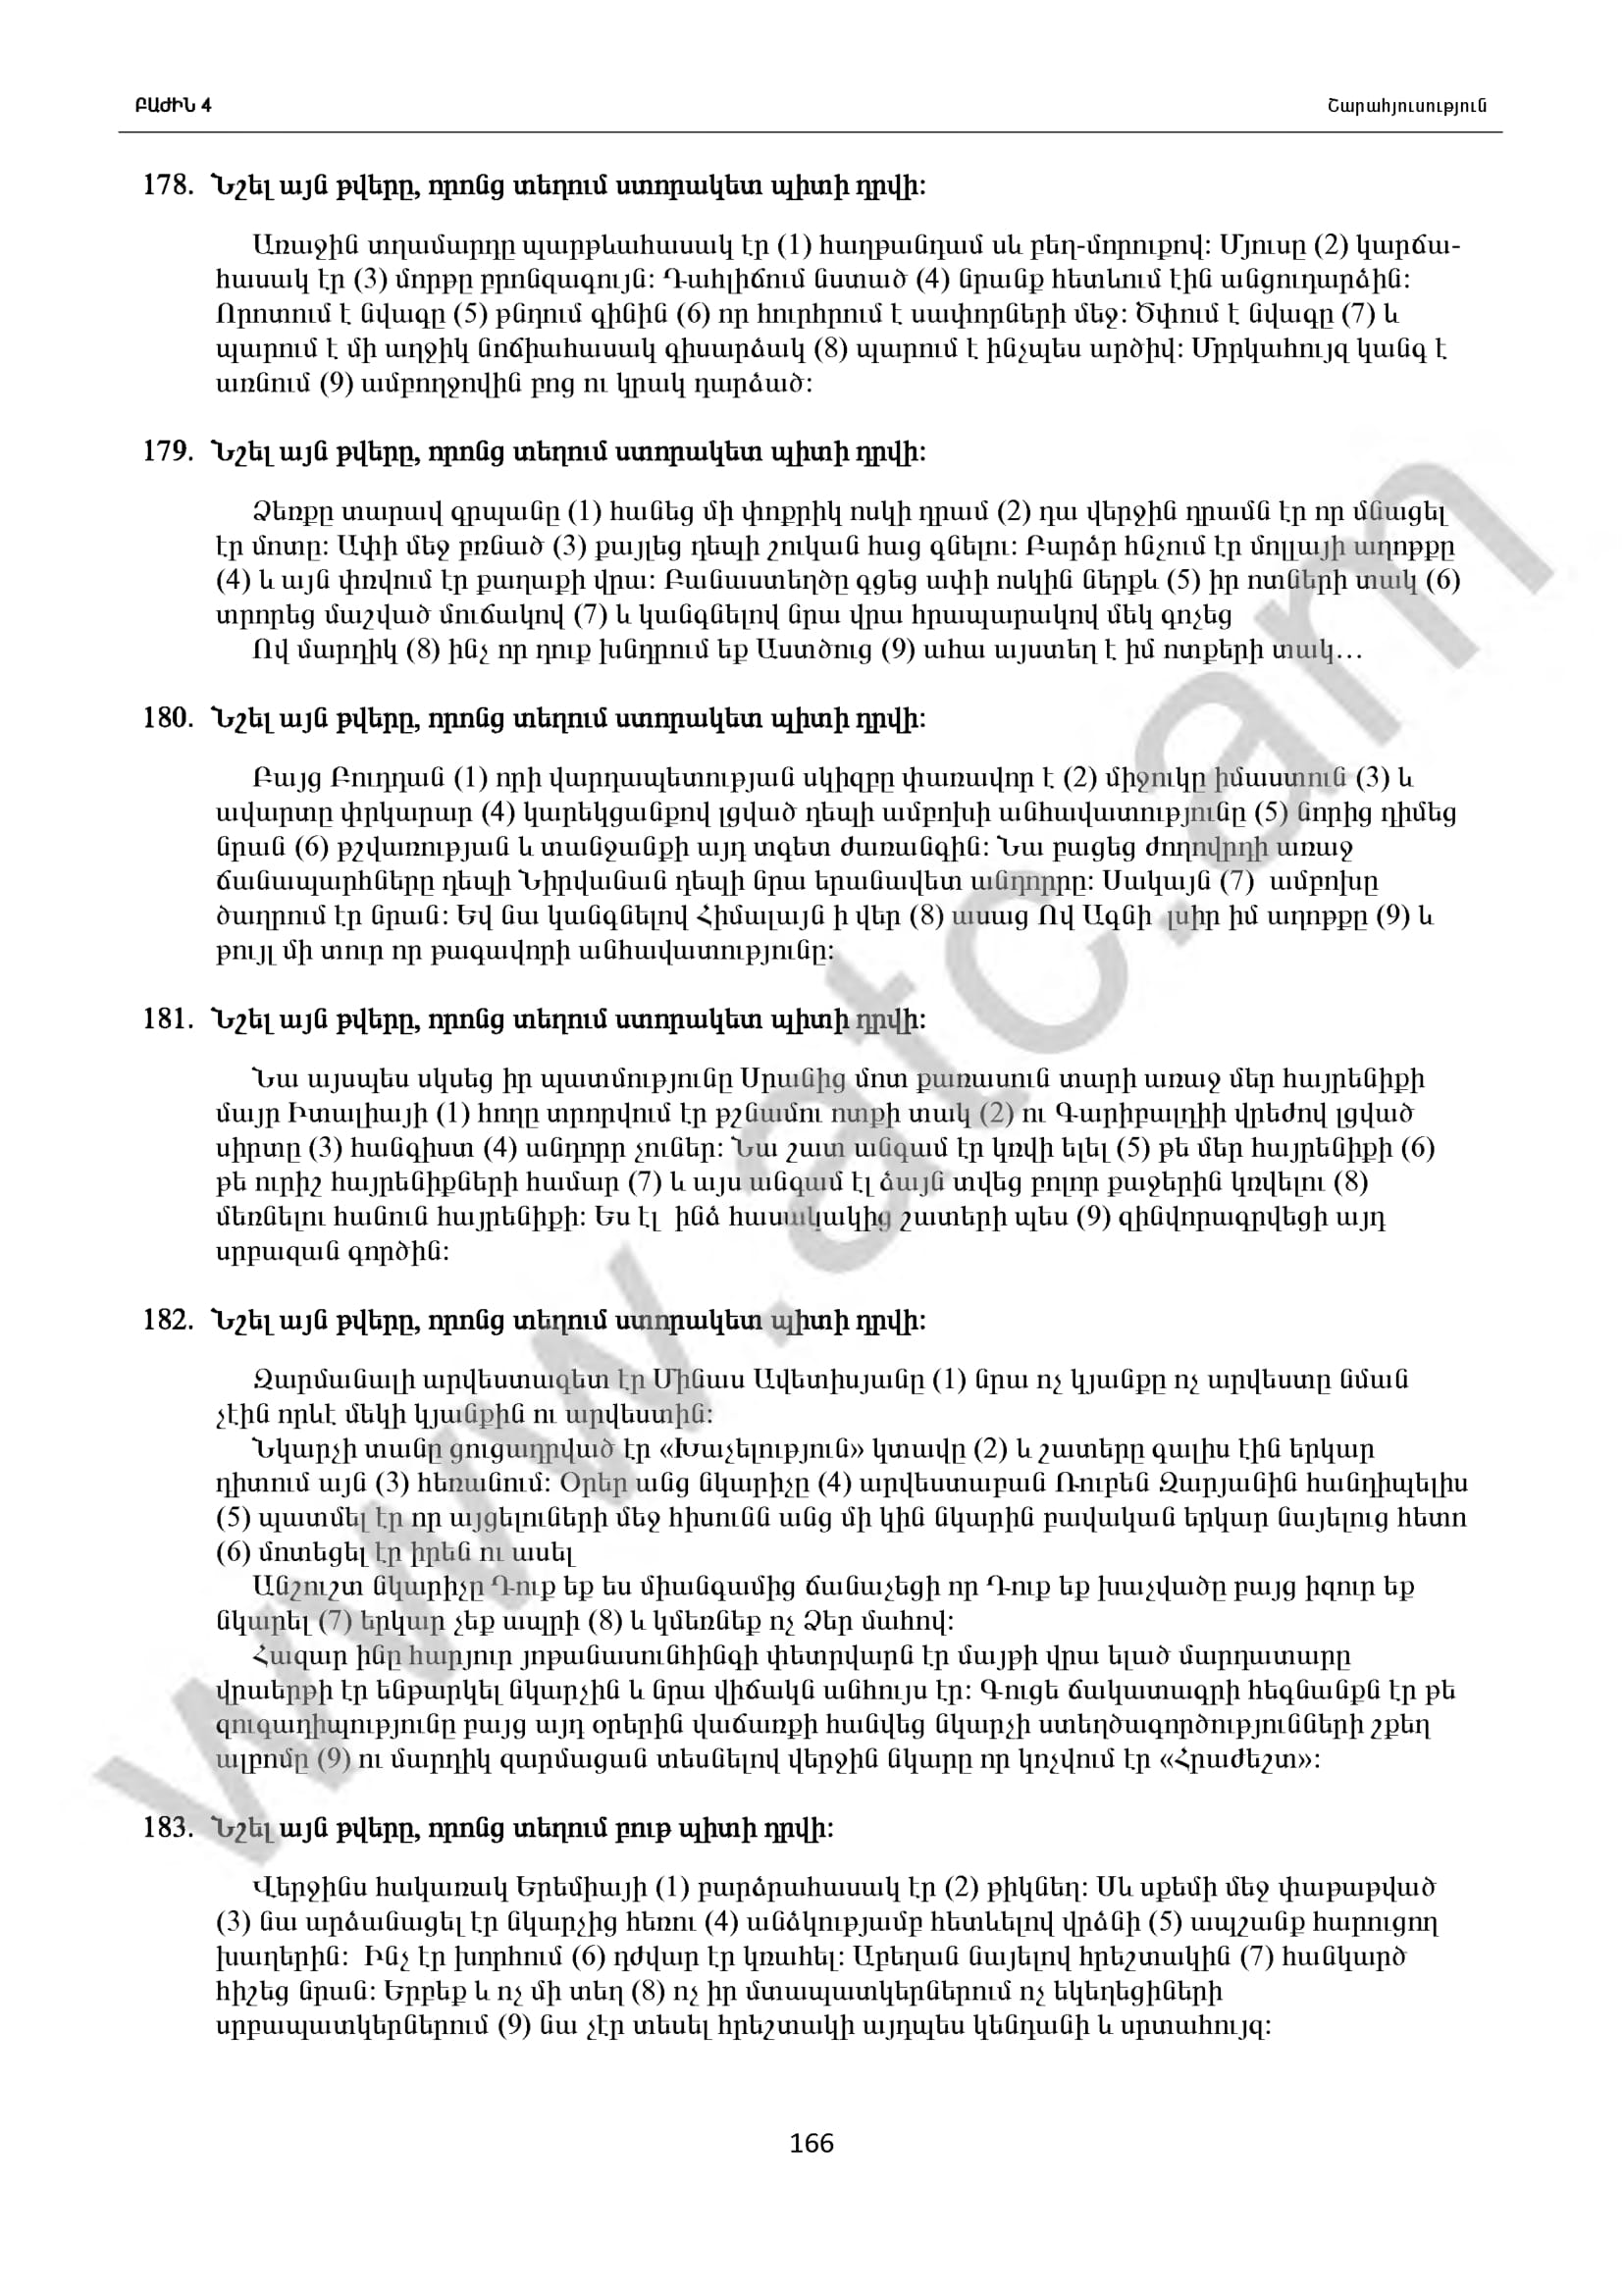 ԲԱԺԻՆ 4
Շարահյուսություն
178. Նշել այն թվերը, որոնց տեղում ստորակետ պիտի դրվի:
Առաջին տղամարդը պարթևահասակ էր (1) հաղթանդամ սև բեղ-մորուքով: Մյուսը (2) կարճա-
հասակ էր (3) մորթը բրոնզագույն: Դահլիճում նստած (4) նրանք հետևում էին անցուդարձին:
Որոտում է նվագը (5) թնդում գինին (6) որ հուրհրում է սափորների մեջ: Ծփում է նվագը (7) և
պարում է մի աղջիկ նոճիահասակ գիսարձակ (8) պարում է ինչպես արծիվ: Մրրկահույզ կանգ է
առնում (9) ամբողջովին բոց ու կրակ դարձած:
179. Նշել այն թվերը, որոնց տեղում ստորակետ պիտի դրվի:
Ձեռքը տարավ գրպանը (1) հանեց մի փոքրիկ ոսկի դրամ (2) դա վերջին դրամն էր որ մնացել
էր մոտը: Ափի մեջ բռնած (3) քայլեց դեպի շուկան հաց գնելու: Բարձր հնչում էր մոլլայի աղոթքը
(4) և այն փռվում էր քաղաքի վրա: Բանաստեղծը գցեց ափի ոսկին ներքև (5) իր ոտների տակ (6)
տրորեց մաշված մուճակով (7) և կանգնելով նրա վրա հրապարակով մեկ գոչեց
Ով մարդիկ (8) ինչ որ դուք խնդրում եք Աստծուց (9) ահա այստեղ է իմ ոտքերի տակ…
180. Նշել այն թվերը, որոնց տեղում ստորակետ պիտի դրվի:
Բայց Բուդդան (1) որի վարդապետության սկիզբը փառավոր է (2) միջուկը իմաստուն (3) և
ավարտը փրկարար (4) կարեկցանքով լցված դեպի ամբոխի անհավատությունը (5) նորից դիմեց
նրան (6) թշվառության և տանջանքի այդ տգետ ժառանգին: Նա բացեց ժողովրդի առաջ
ճանապարհները դեպի Նիրվանան դեպի նրա երանավետ անդորրը: Սակայն (7) ամբոխը
ծաղրում էր նրան: Եվ նա կանգնելով Հիմալայն ի վեր (8) ասաց Ով Ագնի լսիր իմ աղոթքը (9) և
թույլ մի տուր որ թագավորի անհավատությունը:
181. Նշել այն թվերը, որոնց տեղում ստորակետ պիտի դրվի:
Նա այսպես սկսեց իր պատմությունը Սրանից մոտ քառասուն տարի առաջ մեր հայրենիքի
մայր Իտալիայի (1) հողը տրորվում էր թշնամու ոտքի տակ (2) ու Գարիբալդիի վրեժով լցված
սիրտը (3) հանգիստ (4) անդորր չուներ: Նա շատ անգամ էր կռվի ելել (5) թե մեր հայրենիքի (6)
թե ուրիշ հայրենիքների համար (7) և այս անգամ էլ ձայն տվեց բոլոր քաջերին կռվելու (8)
մեռնելու հանուն հայրենիքի: Ես էլ ինձ հասակակից շատերի պես (9) զինվորագրվեցի այդ
սրբազան գործին:
182. Նշել այն թվերը, որոնց տեղում ստորակետ պիտի դրվի:
Զարմանալի արվեստագետ էր Մինաս Ավետիսյանը (1) նրա ոչ կյանքը ոչ արվեստը նման
չէին որևէ մեկի կյանքին ու արվեստին:
Նկարչի տանը ցուցադրված էր «Խաչելություն» կտավը (2) և շատերը գալիս էին երկար
դիտում այն (3) հեռանում: Օրեր անց նկարիչը (4) արվեստաբան Ռուբեն Զարյանին հանդիպելիս
(5) պատմել էր որ այցելուների մեջ հիսունն անց մի կին նկարին բավական երկար նայելուց հետո
(6) մոտեցել էր իրեն ու ասել
Անշուշտ նկարիչը Դուք եք ես միանգամից ճանաչեցի որ Դուք եք խաչվածը բայց իզուր եք
նկարել (7) երկար չեք ապրի (8) և կմեռնեք ոչ Ձեր մահով:
Հազար ինը հարյուր յոթանասունհինգի փետրվարն էր մայթի վրա ելած մարդատարը
վրաերթի էր ենթարկել նկարչին և նրա վիճակն անհույս էր: Գուցե ճակատագրի հեգնանքն էր թե
զուգադիպությունը բայց այդ օրերին վաճառքի հանվեց նկարչի ստեղծագործությունների շքեղ
ալբոմը (9) ու մարդիկ զարմացան տեսնելով վերջին նկարը որ կոչվում էր «Հրաժեշտ»:
183. Նշել այն թվերը, որոնց տեղում բութ պիտի դրվի:
Վերջինս հակառակ Երեմիայի (1) բարձրահասակ էր (2) թիկնեղ: Սև սքեմի մեջ փաթաթված
(3) նա արձանացել էր նկարչից հեռու (4) անձկությամբ հետևելով վրձնի (5) ապշանք հարուցող
խաղերին: Ինչ էր խորհում (6) դժվար էր կռահել: Աբեղան նայելով հրեշտակին (7) հանկարծ
հիշեց նրան: Երբեք և ոչ մի տեղ (8) ոչ իր մտապատկերներում ոչ եկեղեցիների
սրբապատկերներում (9) նա չէր տեսել հրեշտակի այդպես կենդանի և սրտահույզ:
166
www.atc.am